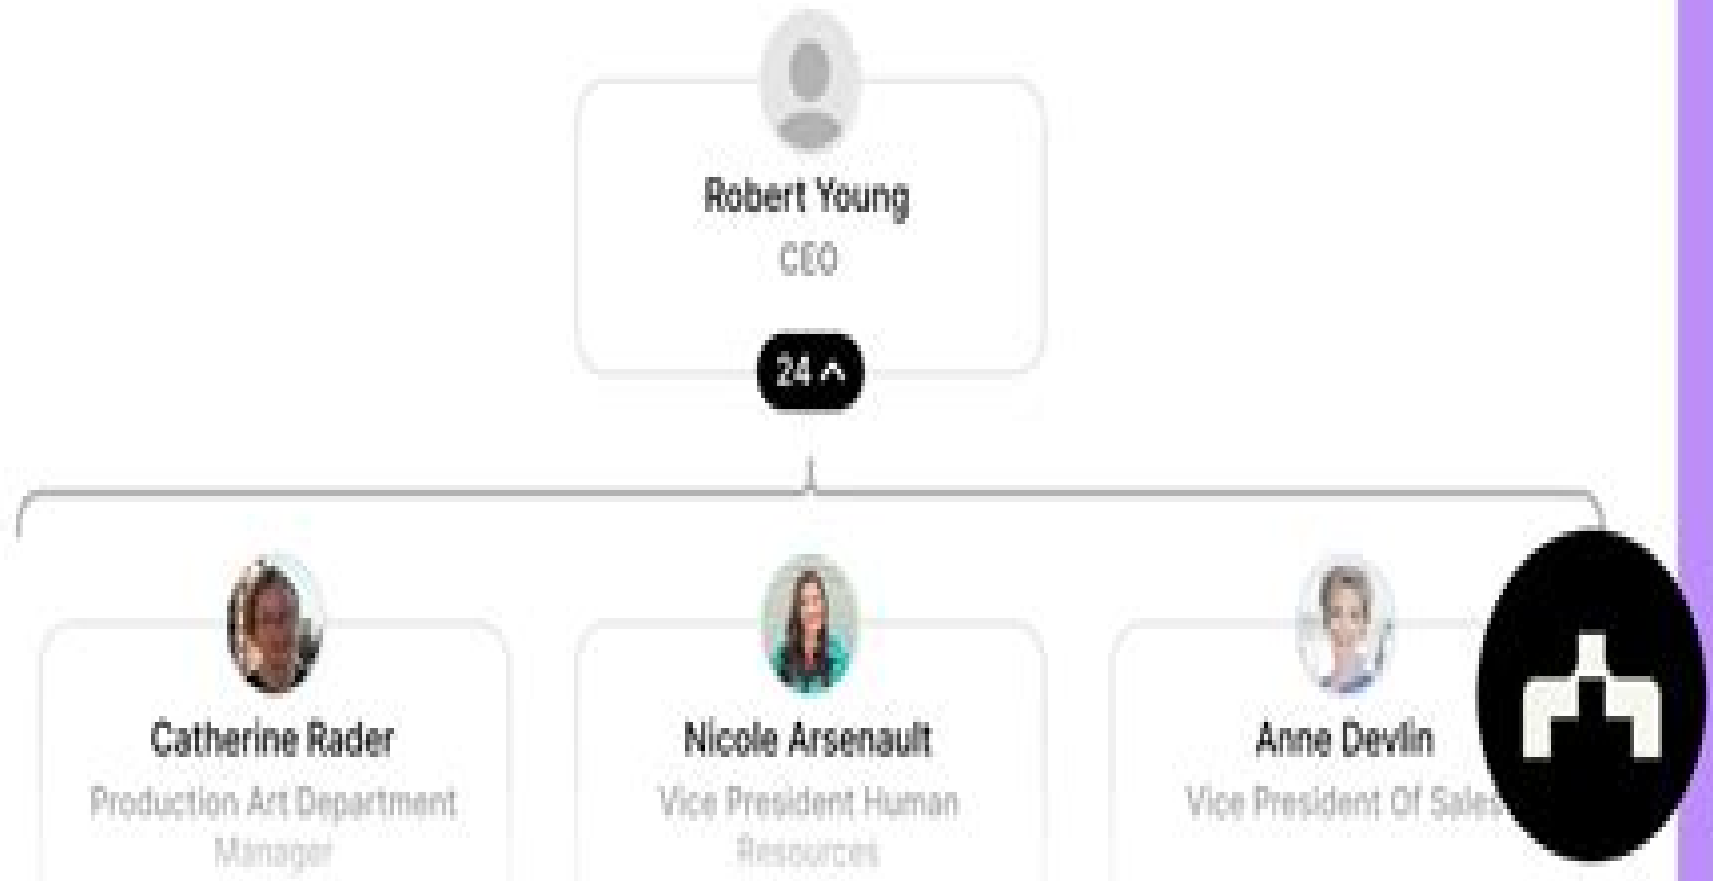 Robert Young
CEO
24
Catherine Rader
Production Art Department
Manager
Nicole Arsenault
Vice President Human
Resources
Anne Devlin
Vice President Of Sales